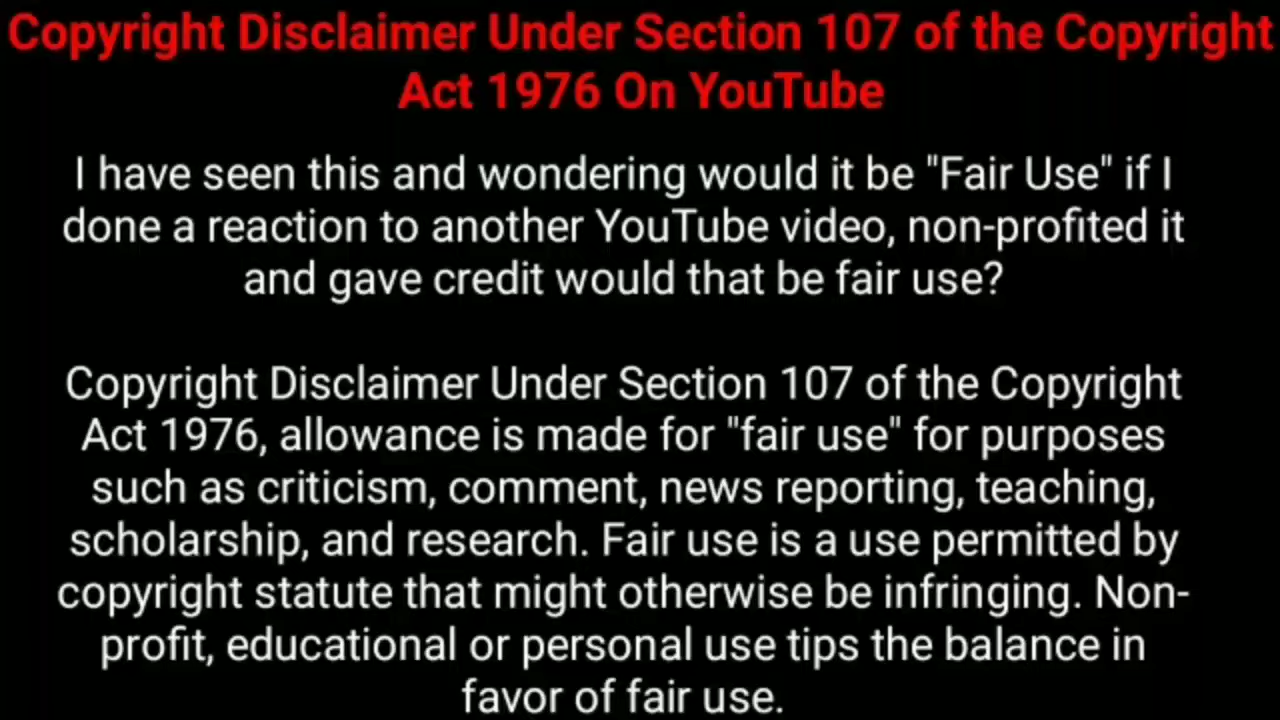 Copyright Disclaimer Under Section 107 of the Copyright
Act 1976 On YouTube
I have seen this and wondering would it be "Fair Use" if I
done a reaction to another YouTube video, non-profited it
and gave credit would that be fair use?
Copyright Disclaimer Under Section 107 of the Copyright
Act 1976, allowance is made for "fair use" for purposes
such as criticism, comment, news reporting, teaching,
scholarship, and research. Fair use is a use permitted by
copyright statute that might otherwise be infringing. Non-
profit, educational or personal use tips the balance in
favor of fair use.